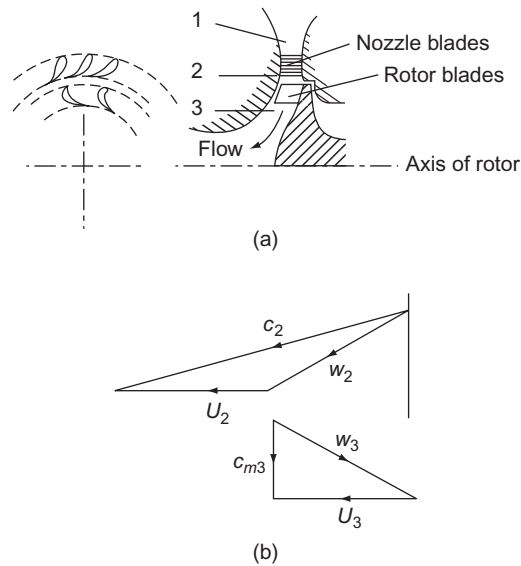 1
Nozzle blades
2
Rotor blades
3
Flow
Axis of rotor
(a)
c2
w2
U2
w3
cm3
U3
(b)